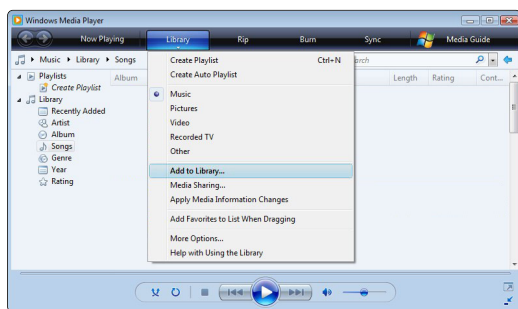 Windows Media Player
Now Playing Library Rip Burn Sync Media Guide
Music Library Songs
Playlists
Create Playlist
Library
Recently Added
Artist
Album
Songs
Genre
Year
Rating
Album
Create Playlist Ctrl+N
Create Auto Playlist
Music
Pictures
Video
Recorded TV
Other
Add to Library...
Media Sharing...
Apply Media Information Changes
Add Favorites to List When Dragging
More Options...
Help with Using the Library
arch
Length Rating Cont...